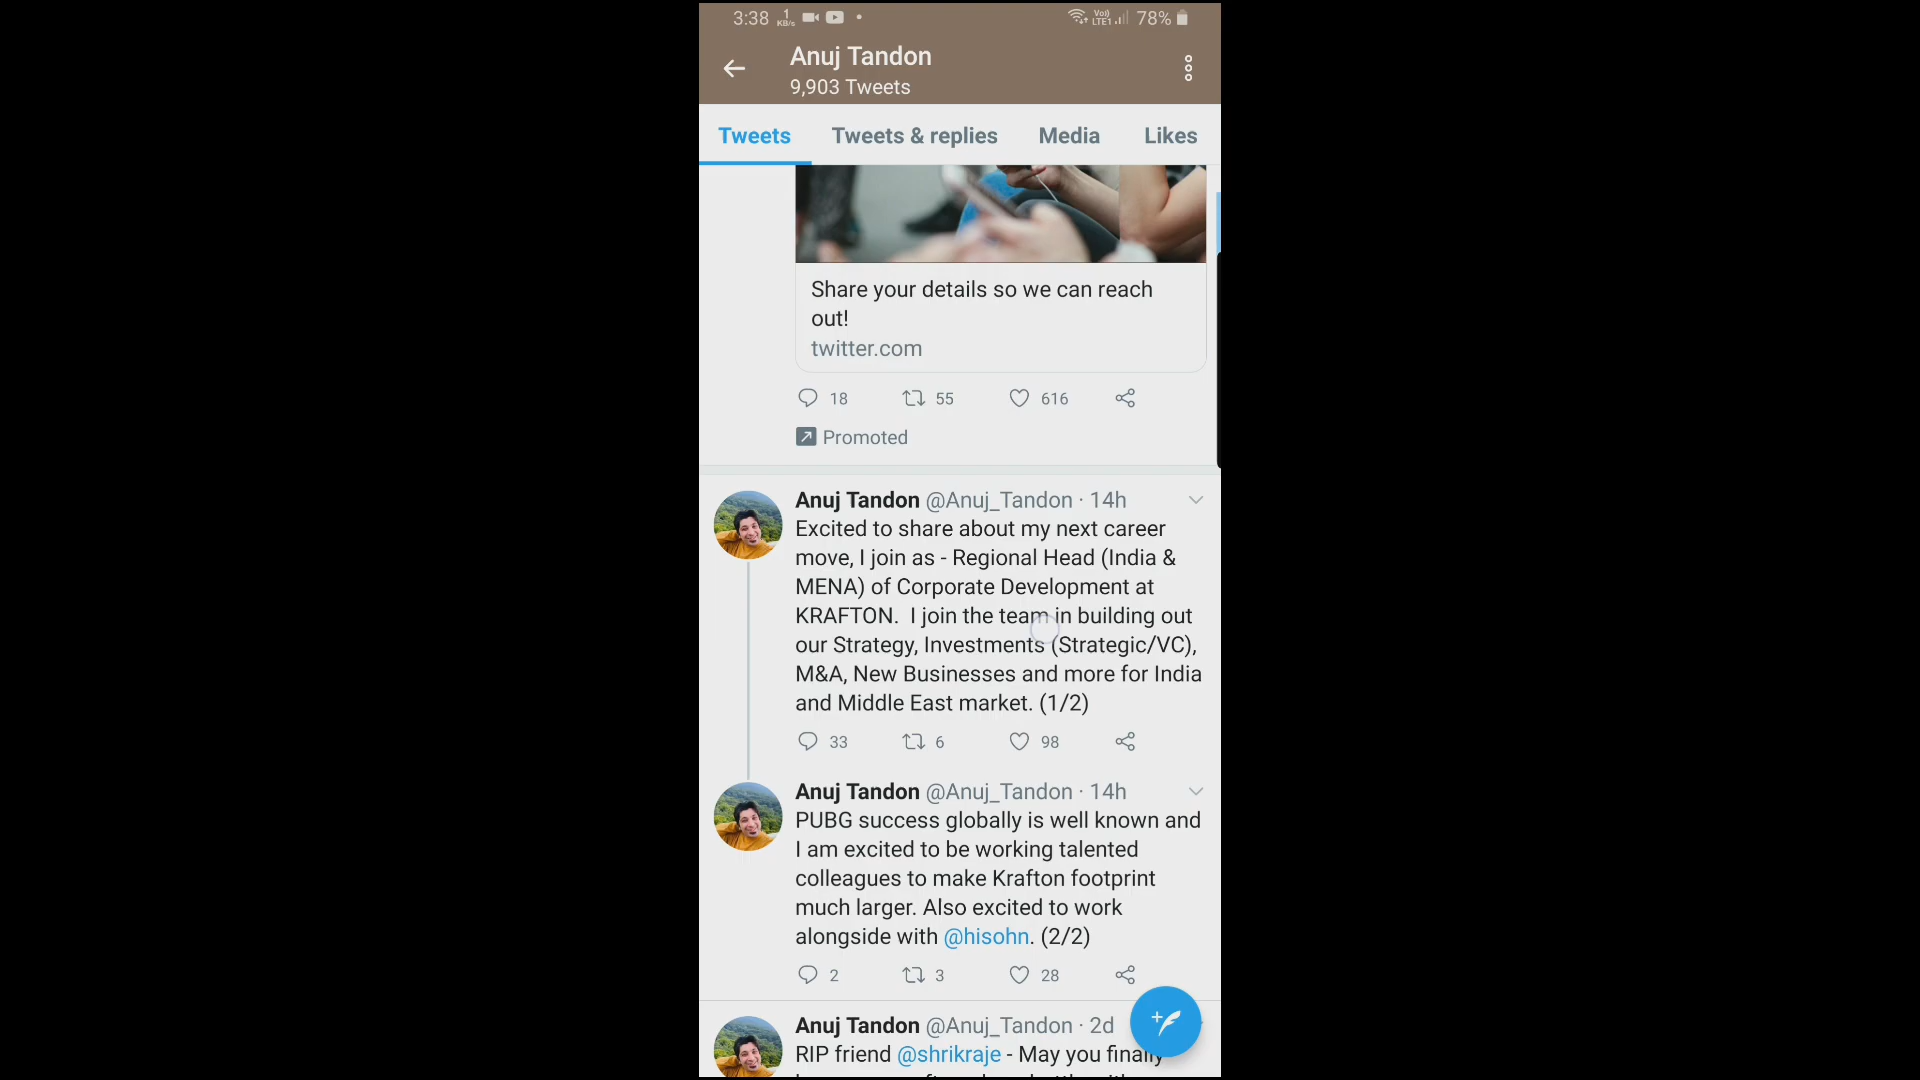 3:38 1 KB/s Vo) LTE1 78%
Anuj Tandon
9,903 Tweets
Tweets Tweets & replies Media Likes
Share your details so we can reach
out!
twitter.com
18 55 616
Promoted
Anuj Tandon @Anuj_Tandon · 14h
Excited to share about my next career
move, I join as - Regional Head (India &
MENA) of Corporate Development at
KRAFTON. I join the team in building out
our Strategy, Investments (Strategic/VC),
M&A, New Businesses and more for India
and Middle East market. (1/2)
33 6 98
Anuj Tandon @Anuj_Tandon · 14h
PUBG success globally is well known and
I am excited to be working talented
colleagues to make Krafton footprint
much larger. Also excited to work
alongside with @hisohn. (2/2)
2 3 28
Anuj Tandon @Anuj_Tandon · 2d
RIP friend @shrikraje - May you finally